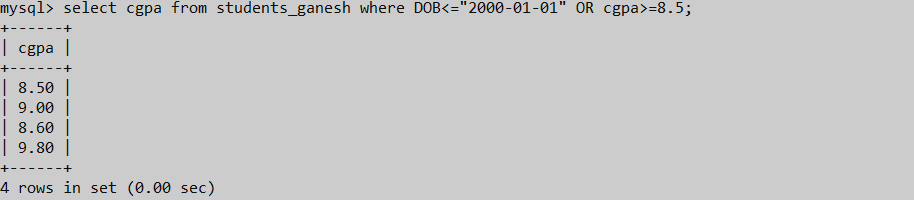 mysql> select cgpa from students_ganesh where DOB<="2000-01-01" OR cgpa>=8.5;
+------+
| cgpa |
+------+
| 8.50 |
| 9.00 |
| 8.60 |
| 9.80 |
+------+
4 rows in set (0.00 sec)